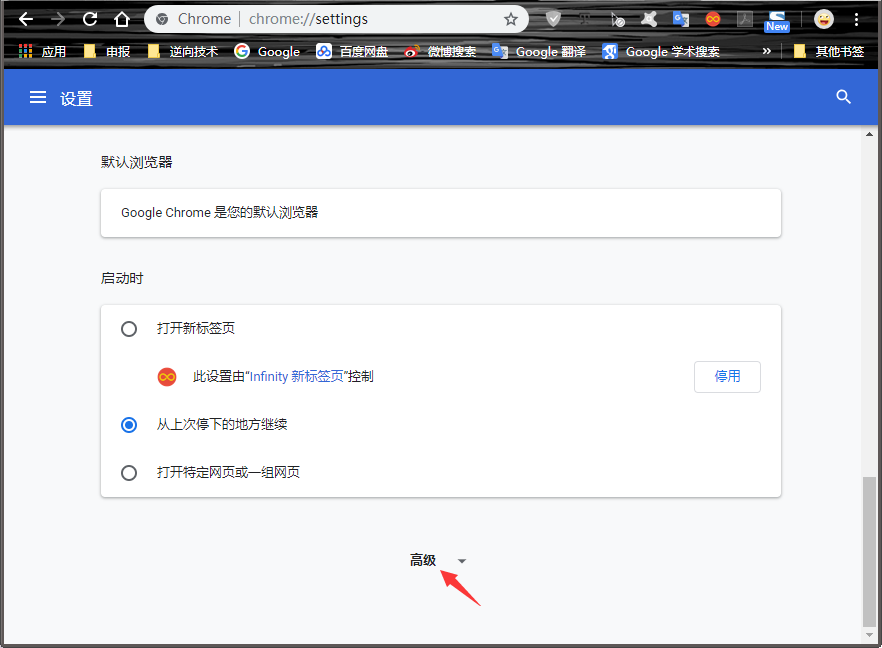 Chrome | chrome://settings
New
应用 申报 逆向技术 Google 百度网盘 微博搜索 Google 翻译 Google 学术搜索 » 其他书签
设置
默认浏览器
Google Chrome 是您的默认浏览器
启动时
打开新标签页
此设置由“Infinity 新标签页”控制 停用
从上次停下的地方继续
打开特定网页或一组网页
高级